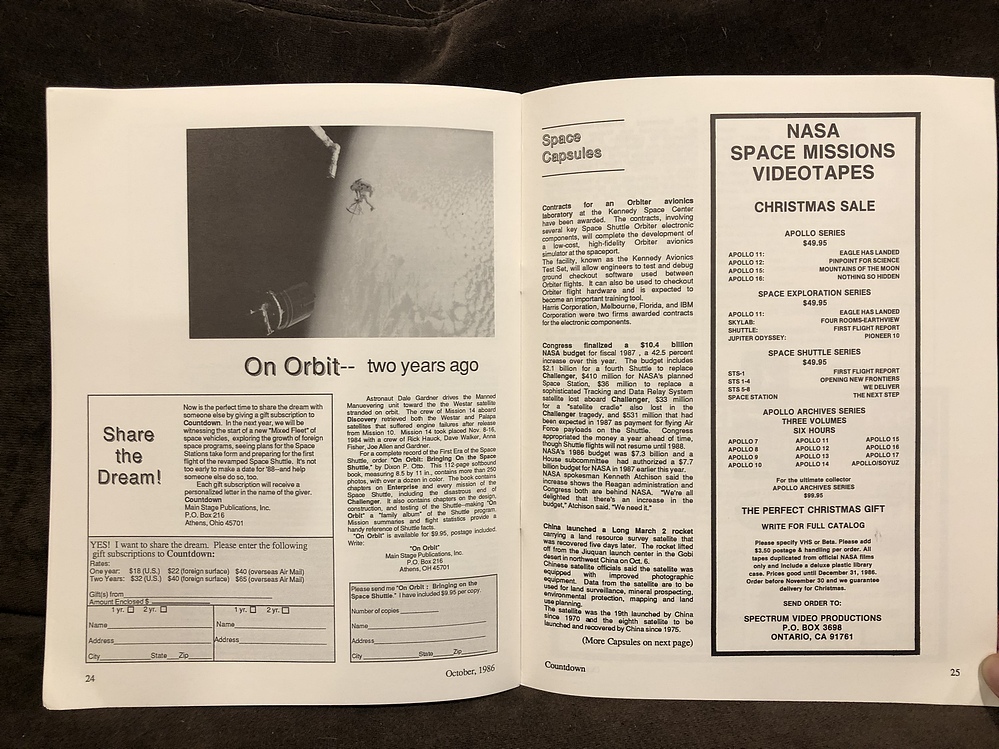 On Orbit-- two years ago
Share
the
Dream!
Now is the perfect time to share the dream with
someone else by giving a gift subscription to
Countdown. In the next year, we will be
witnessing the start of a new "Mixed Fleet" of
space vehicles, exploring the growth of foreign
space programs, seeing plans for the Space
Stations take form and preparing for the first
flight of the revamped Space Shuttle. It's not
too early to make a date for '88--and help
someone else do so, too.
Each gift subscription will receive a
personalized letter in the name of the giver.
Countdown
Main Stage Publications, Inc.
P.O. Box 216
Athens, Ohio 45701
YES! I want to share the dream. Please enter the following
gift subscriptions to Countdown:
Rates:
One year: $18 (U.S.) $22 (foreign surface) $40 (overseas Air Mail)
Two Years: $32 (U.S.) $40 (foreign surface) $65 (overseas Air Mail)
Gift(s) from
Amount Enclosed $
1 yr. 2 yr. 1 yr. 2 yr.
Name Name
Address Address
City State Zip
Astronaut Dale Gardner drives the Manned
Manuevering unit toward the the Westar satellite
stranded on orbit. The crew of Mission 14 aboard
Discovery retrieved both the Westar and Palapa
satellites that suffered engine failures after release
from Mission 10. Mission 14 took placed Nov. 8-16,
1984 with a crew of Rick Hauck, Dave Walker, Anna
Fisher, Joe Allen and Gardner.
For a complete record of the First Era of the Space
Shuttle, order "On Orbit: Bringing On the Space
Shuttle," by Dixon P. Otto. This 112-page softbound
book, measuring 8.5 by 11 in., contains more than 250
photos, with over a dozen in color. The book contains
chapters on Enterprise and every mission of the
Space Shuttle, including the disastrous end of
Challenger. It also contains chapters on the design,
construction, and testing of the Shuttle--making "On
Orbit" a "family album" of the Shuttle program.
Mission summaries and flight statistics provide a
handy reference of Shuttle facts.
"On Orbit" is available for $9.95, postage included.
Write:
"On Orbit"
Main Stage Publications, Inc.
P.O. Box 216
Athens, OH 45701
Please send me "On Orbit : Bringing on the
Space Shuttle." I have included $9.95 per copy.
Number of copies
Name
Address
City State Zip
24
October, 1986
Space
Capsules
Contracts for an Orbiter avionics
laboratory at the Kennedy Space Center
have been awarded. The contracts, involving
several key Space Shuttle Orbiter electronic
components, will complete the development of
a low-cost, high-fidelity Orbiter avionics
simulator at the spaceport.
The facility, known as the Kennedy Avionics
Test Set, will allow engineers to test and debug
ground checkout software used between
Orbiter flights. It can also be used to checkout
Orbiter flight hardware and is expected to
become an important training tool.
Harris Corporation, Melbourne, Florida, and IBM
Corporation were two firms awarded contracts
for the electronic components.
Congress finalized a $10.4 billion
NASA budget for fiscal 1987 , a 42.5 percent
increase over this year. The budget includes
$2.1 billion for a fourth Shuttle to replace
Challenger, $410 million for NASA's planned
Space Station, $36 million to replace a
sophisticated Tracking and Data Relay System
satellite lost aboard Challenger, $33 million
for a "satellite cradle" also lost in the
Challenger tragedy, and $531 million that had
been expected in 1987 as payment for flying Air
Force payloads on the Shuttle. Congress
appropriated the money a year ahead of time,
though Shuttle flights will not resume until 1988.
NASA's 1986 budget was $7.3 billion and a
House subcommittee had authorized a $7.7
billion budget for NASA in 1987 earlier this year.
NASA spokesman Kenneth Atchison said the
increase shows the Reagan administration and
Congress both are behind NASA. "We're all
delighted that there's an increase in the
budget," Atchison said. "We need it."
China launched a Long March 2 rocket
carrying a land resource survey satellite that
was recovered five days later. The rocket lifted
off from the Jiuquan launch center in the Gobi
desert in northwest China on Oct. 6.
Chinese satellite officials said the satellite was
equipped with improved photographic
equipment. Data from the satellite are to be
used for land surveillance, mineral prospecting,
environmental protection, mapping and land
use planning.
The satellite was the 19th launched by China
since 1970 and the eighth satellite to be
launched and recovered by China since 1975.
(More Capsules on next page)
Countdown
NASA
SPACE MISSIONS
VIDEOTAPES
CHRISTMAS SALE
APOLLO SERIES
$49.95
APOLLO 11: EAGLE HAS LANDED
APOLLO 12: PINPOINT FOR SCIENCE
APOLLO 15: MOUNTAINS OF THE MOON
APOLLO 16: NOTHING SO HIDDEN
SPACE EXPLORATION SERIES
$49.95
APOLLO 11: EAGLE HAS LANDED
SKYLAB: FOUR ROOMS-EARTHVIEW
SHUTTLE: FIRST FLIGHT REPORT
JUPITER ODYSSEY: PIONEER 10
SPACE SHUTTLE SERIES
$49.95
STS-1 FIRST FLIGHT REPORT
STS 1-4 OPENING NEW FRONTIERS
STS 5-8 WE DELIVER
SPACE STATION THE NEXT STEP
APOLLO ARCHIVES SERIES
THREE VOLUMES
SIX HOURS
APOLLO 7 APOLLO 11 APOLLO 15
APOLLO 8 APOLLO 12 APOLLO 16
APOLLO 9 APOLLO 13 APOLLO 17
APOLLO 10 APOLLO 14 APOLLO/SOYUZ
For the ultimate collector
APOLLO ARCHIVES SERIES
$99.95
THE PERFECT CHRISTMAS GIFT
WRITE FOR FULL CATALOG
Please specify VHS or Beta. Please add
$3.50 postage & handling per order. All
tapes duplicated from official NASA films
only and include a deluxe plastic library
case. Prices good until December 31, 1986.
Order before November 30 and we guarantee
delivery for Christmas.
SEND ORDER TO:
SPECTRUM VIDEO PRODUCTIONS
P.O. BOX 3698
ONTARIO, CA 91761
25